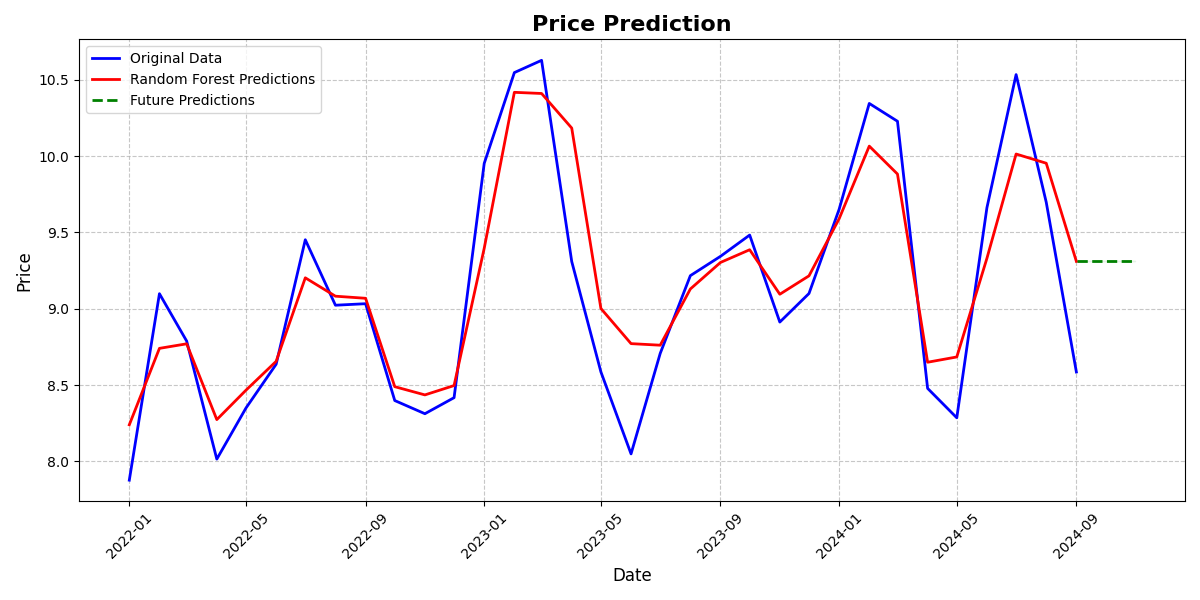 Price Prediction
Original Data
Random Forest Predictions
Future Predictions
Price
10.5
10.0
9.5
9.0
8.5
8.0
2022-01
2022-05
2022-09
2023-01
2023-05
2023-09
2024-01
2024-05
2024-09
Date